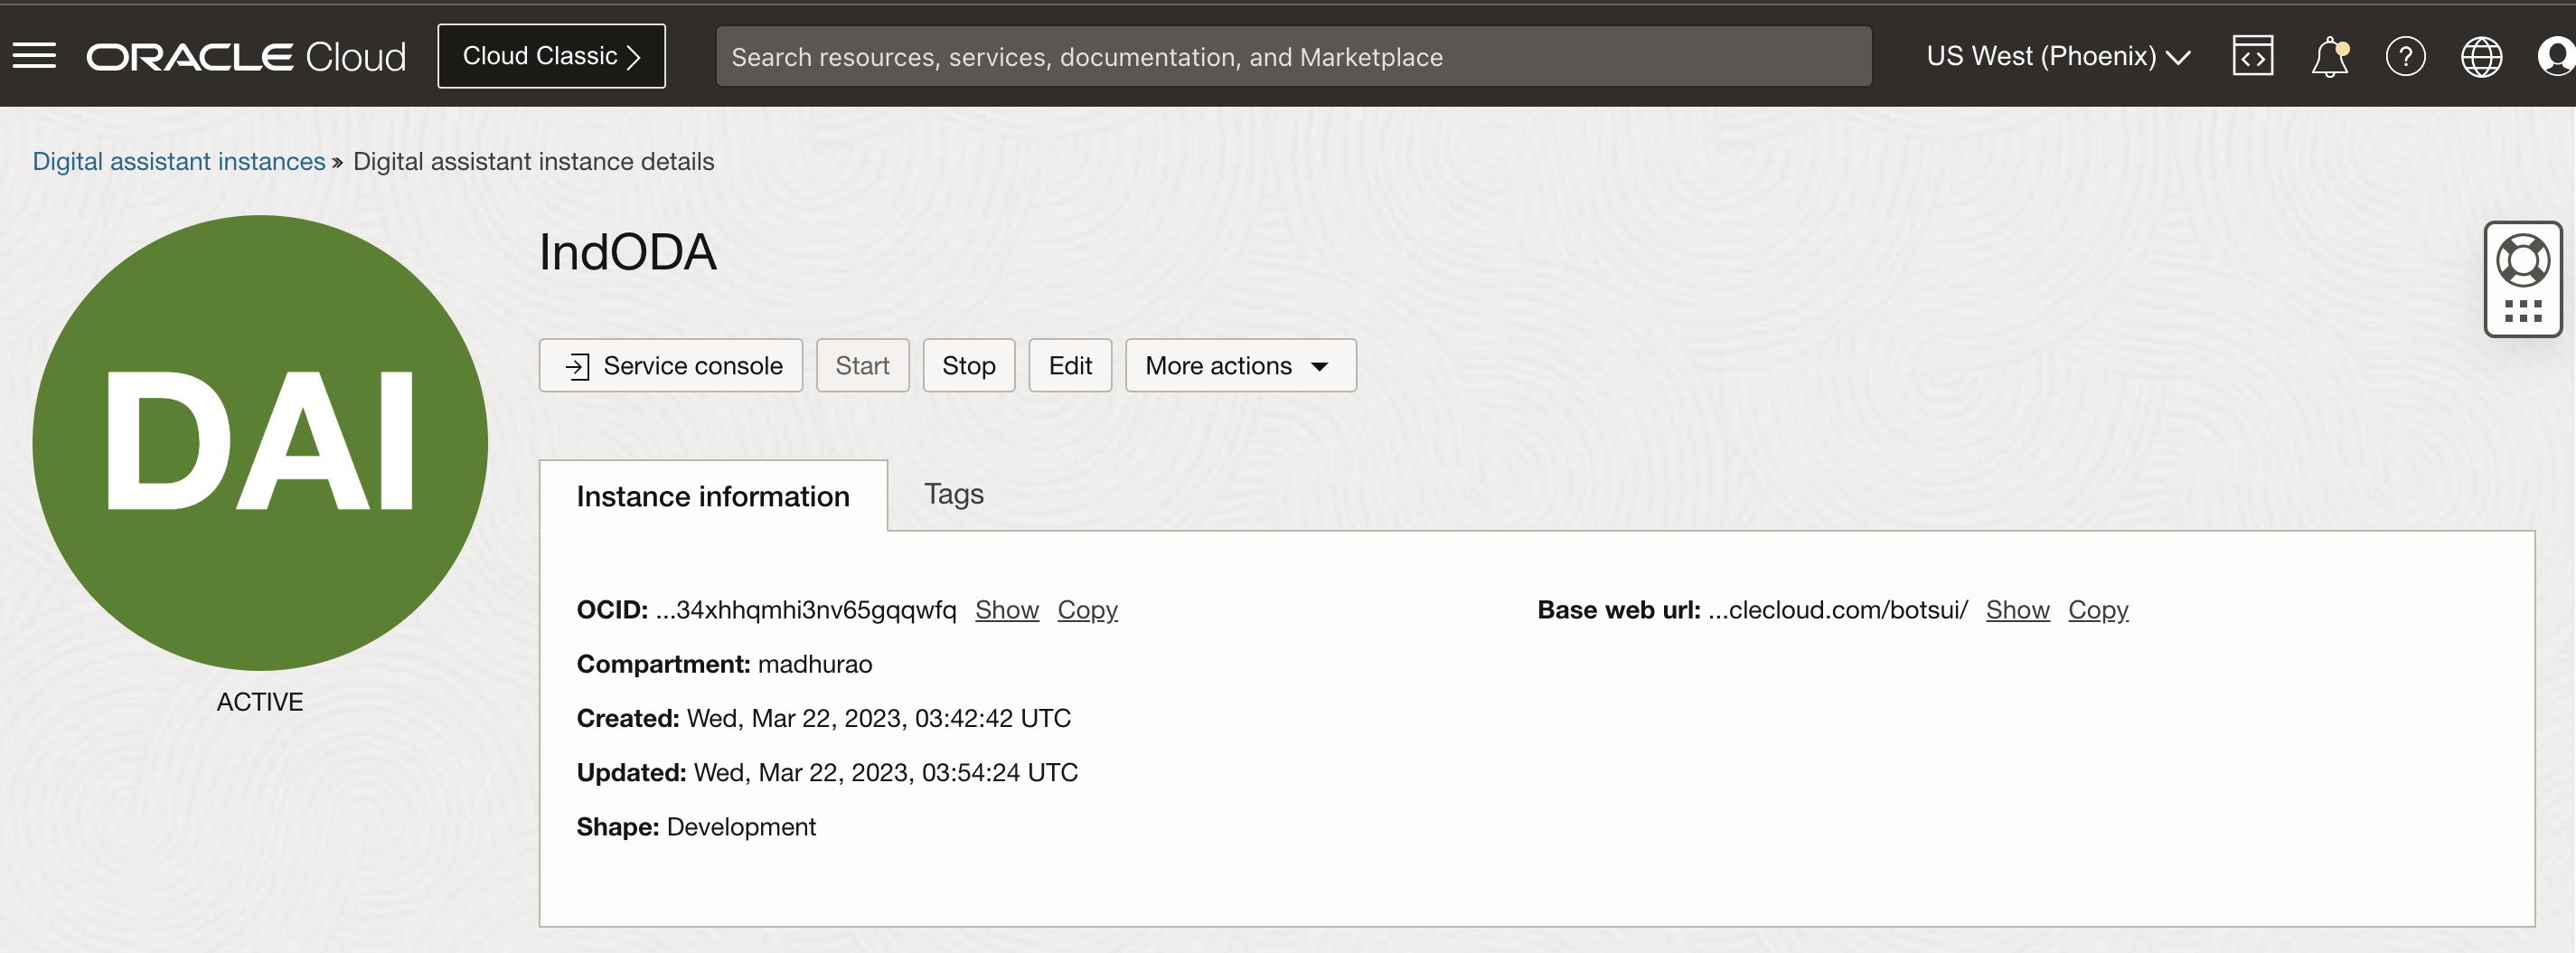 ORACLE Cloud
Cloud Classic
Search resources, services, documentation, and Marketplace
US West (Phoenix)
Digital assistant instances » Digital assistant instance details
DAI
ACTIVE
IndODA
Service console
Start
Stop
Edit
More actions
Instance information
Tags
OCID: ...34xhhqmhi3nv65gqqwfq Show Copy
Compartment: madhurao
Created: Wed, Mar 22, 2023, 03:42:42 UTC
Updated: Wed, Mar 22, 2023, 03:54:24 UTC
Shape: Development
Base web url: ...clecloud.com/botsui/ Show Copy